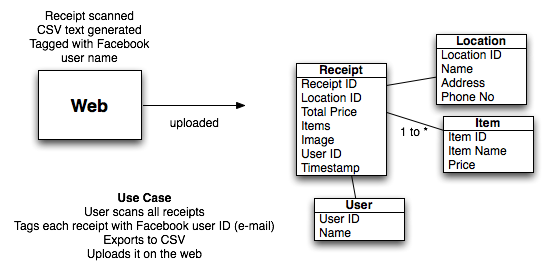 Receipt scanned
CSV text generated
Tagged with Facebook
user name
Web
uploaded
Receipt
Receipt ID
Location ID
Total Price
Items
Image
User ID
Timestamp
Location
Location ID
Name
Address
Phone No
1 to *
Item
Item ID
Item Name
Price
User
User ID
Name
Use Case
User scans all receipts
Tags each receipt with Facebook user ID (e-mail)
Exports to CSV
Uploads it on the web